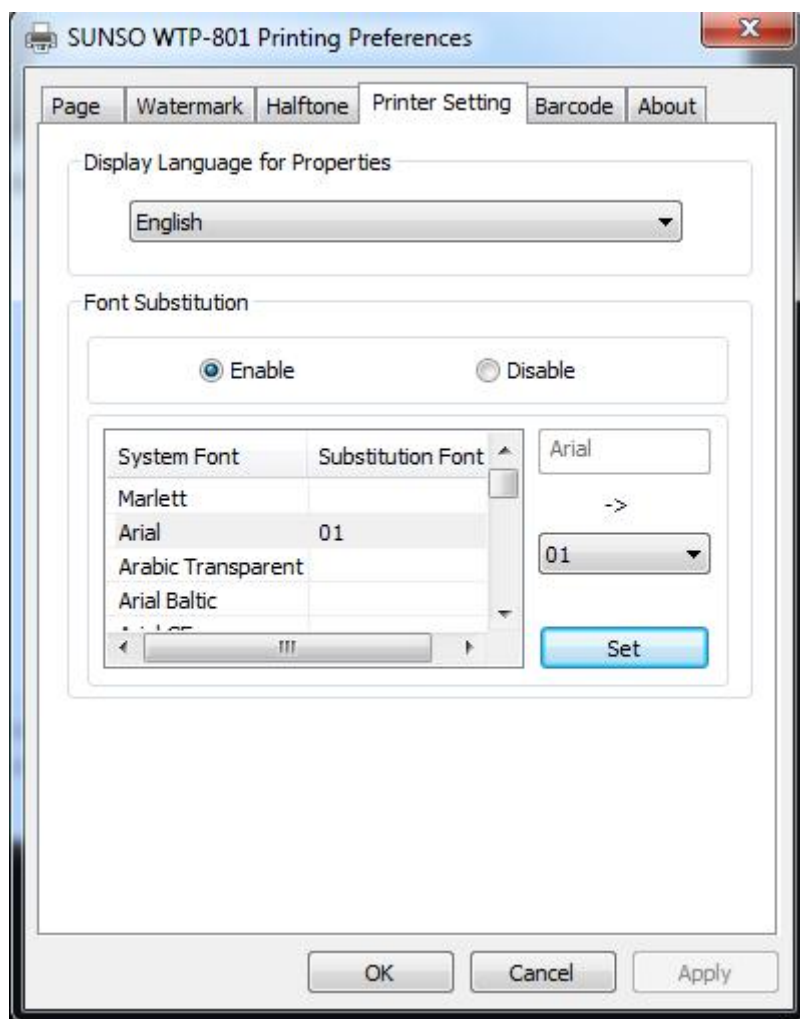 SUNSO WTP-801 Printing Preferences
Page Watermark Halftone Printer Setting Barcode About
Display Language for Properties
English
Font Substitution
Enable Disable
System Font Substitution Font
Arial
Marlett
->
Arial 01
01
Arabic Transparent
Arial Baltic
Set
OK Cancel Apply